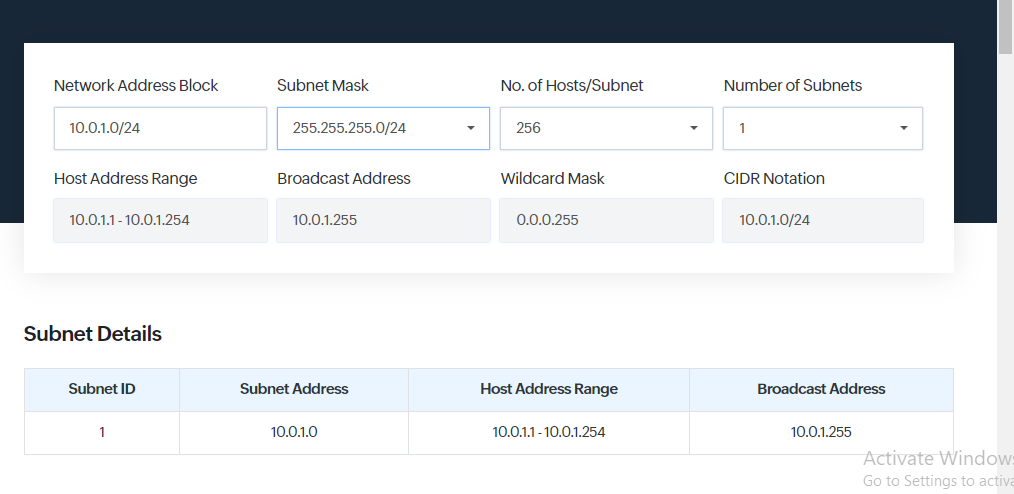 Network Address Block Subnet Mask No. of Hosts/Subnet Number of Subnets
10.0.1.0/24 255.255.255.0/24 256 1
Host Address Range Broadcast Address Wildcard Mask CIDR Notation
10.0.1.1 - 10.0.1.254 10.0.1.255 0.0.0.255 10.0.1.0/24
Subnet Details
Subnet ID Subnet Address Host Address Range Broadcast Address
1 10.0.1.0 10.0.1.1 - 10.0.1.254 10.0.1.255
Activate Windows
Go to Settings to activa